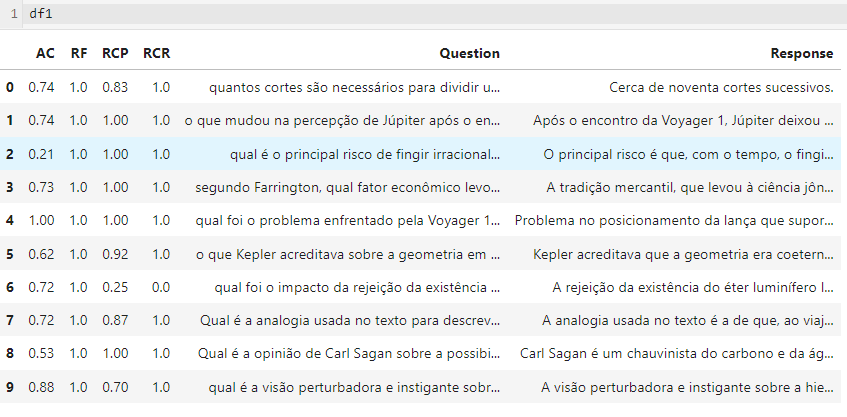 1 df1
AC RF RCP RCR Question Response
0 0.74 1.0 0.83 1.0 quantos cortes são necessários para dividir u... Cerca de noventa cortes sucessivos.
1 0.74 1.0 1.00 1.0 o que mudou na percepção de Júpiter após o en... Após o encontro da Voyager 1, Júpiter deixou ...
2 0.21 1.0 1.00 1.0 qual é o principal risco de fingir irracional... O principal risco é que, com o tempo, o fingi...
3 0.73 1.0 1.00 1.0 segundo Farrington, qual fator econômico levo... A tradição mercantil, que levou à ciência jôn...
4 1.00 1.0 1.00 1.0 qual foi o problema enfrentado pela Voyager 1... Problema no posicionamento da lança que supor...
5 0.62 1.0 0.92 1.0 o que Kepler acreditava sobre a geometria em ... Kepler acreditava que a geometria era coetern...
6 0.72 1.0 0.25 0.0 qual foi o impacto da rejeição da existência ... A rejeição da existência do éter luminífero l...
7 0.72 1.0 0.87 1.0 Qual é a analogia usada no texto para descrev... A analogia usada no texto é a de que, ao viaj...
8 0.53 1.0 1.00 1.0 Qual é a opinião de Carl Sagan sobre a possibi... Carl Sagan é um chauvinista do carbono e da ág...
9 0.88 1.0 0.70 1.0 qual é a visão perturbadora e instigante sobr... A visão perturbadora e instigante sobre a hie...